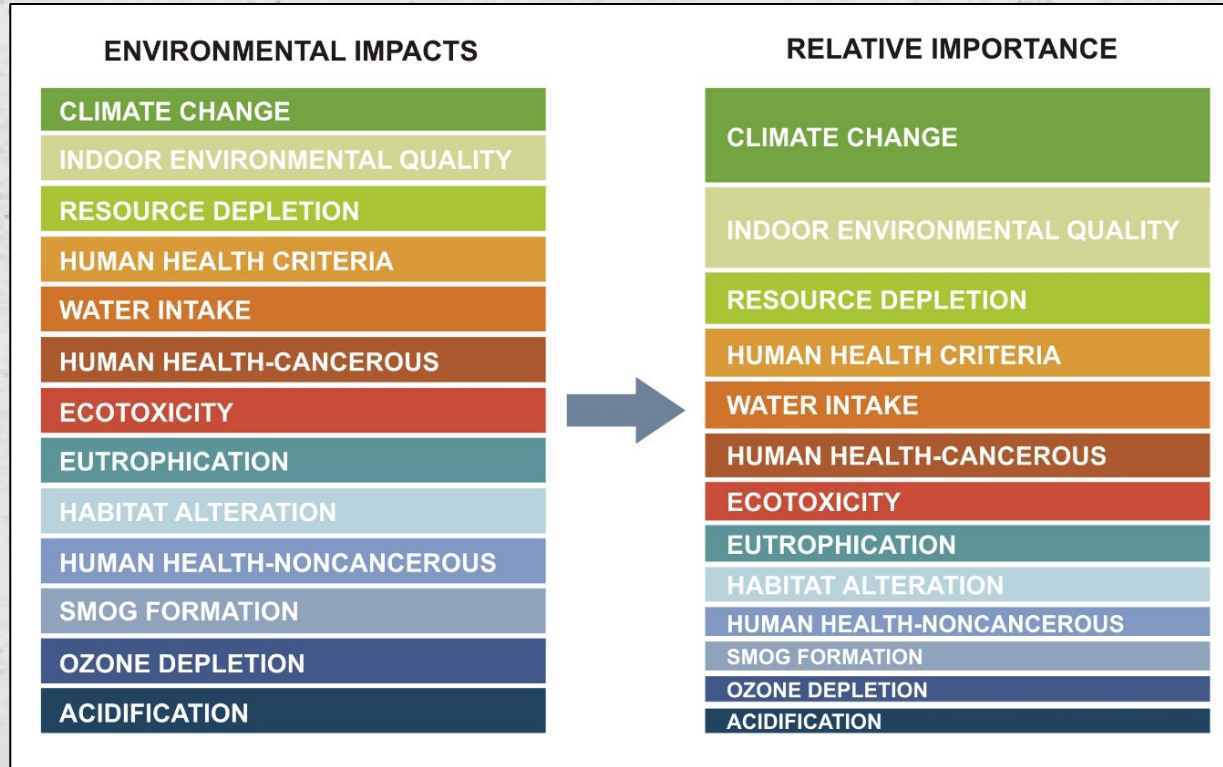 ENVIRONMENTAL IMPACTS
CLIMATE CHANGE
INDOOR ENVIRONMENTAL QUALITY
RESOURCE DEPLETION
HUMAN HEALTH CRITERIA
WATER INTAKE
HUMAN HEALTH-CANCEROUS
ECOTOXICITY
EUTROPHICATION
HABITAT ALTERATION
HUMAN HEALTH-NONCANCEROUS
SMOG FORMATION
OZONE DEPLETION
ACIDIFICATION
RELATIVE IMPORTANCE
CLIMATE CHANGE
INDOOR ENVIRONMENTAL QUALITY
RESOURCE DEPLETION
HUMAN HEALTH CRITERIA
WATER INTAKE
HUMAN HEALTH-CANCEROUS
ECOTOXICITY
EUTROPHICATION
HABITAT ALTERATION
HUMAN HEALTH-NONCANCEROUS
SMOG FORMATION
OZONE DEPLETION
ACIDIFICATION